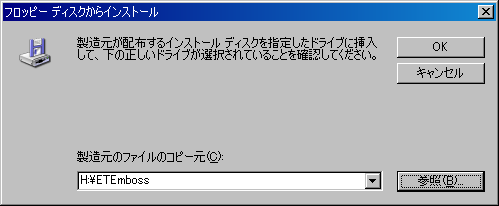 フロッピー ディスクからインストール
製造元が配布するインストール ディスクを指定したドライブに挿入
して、下の正しいドライブが選択されていることを確認してください。
OK
キャンセル
製造元のファイルのコピー元(C):
H:¥ETEmboss
参照(B)...